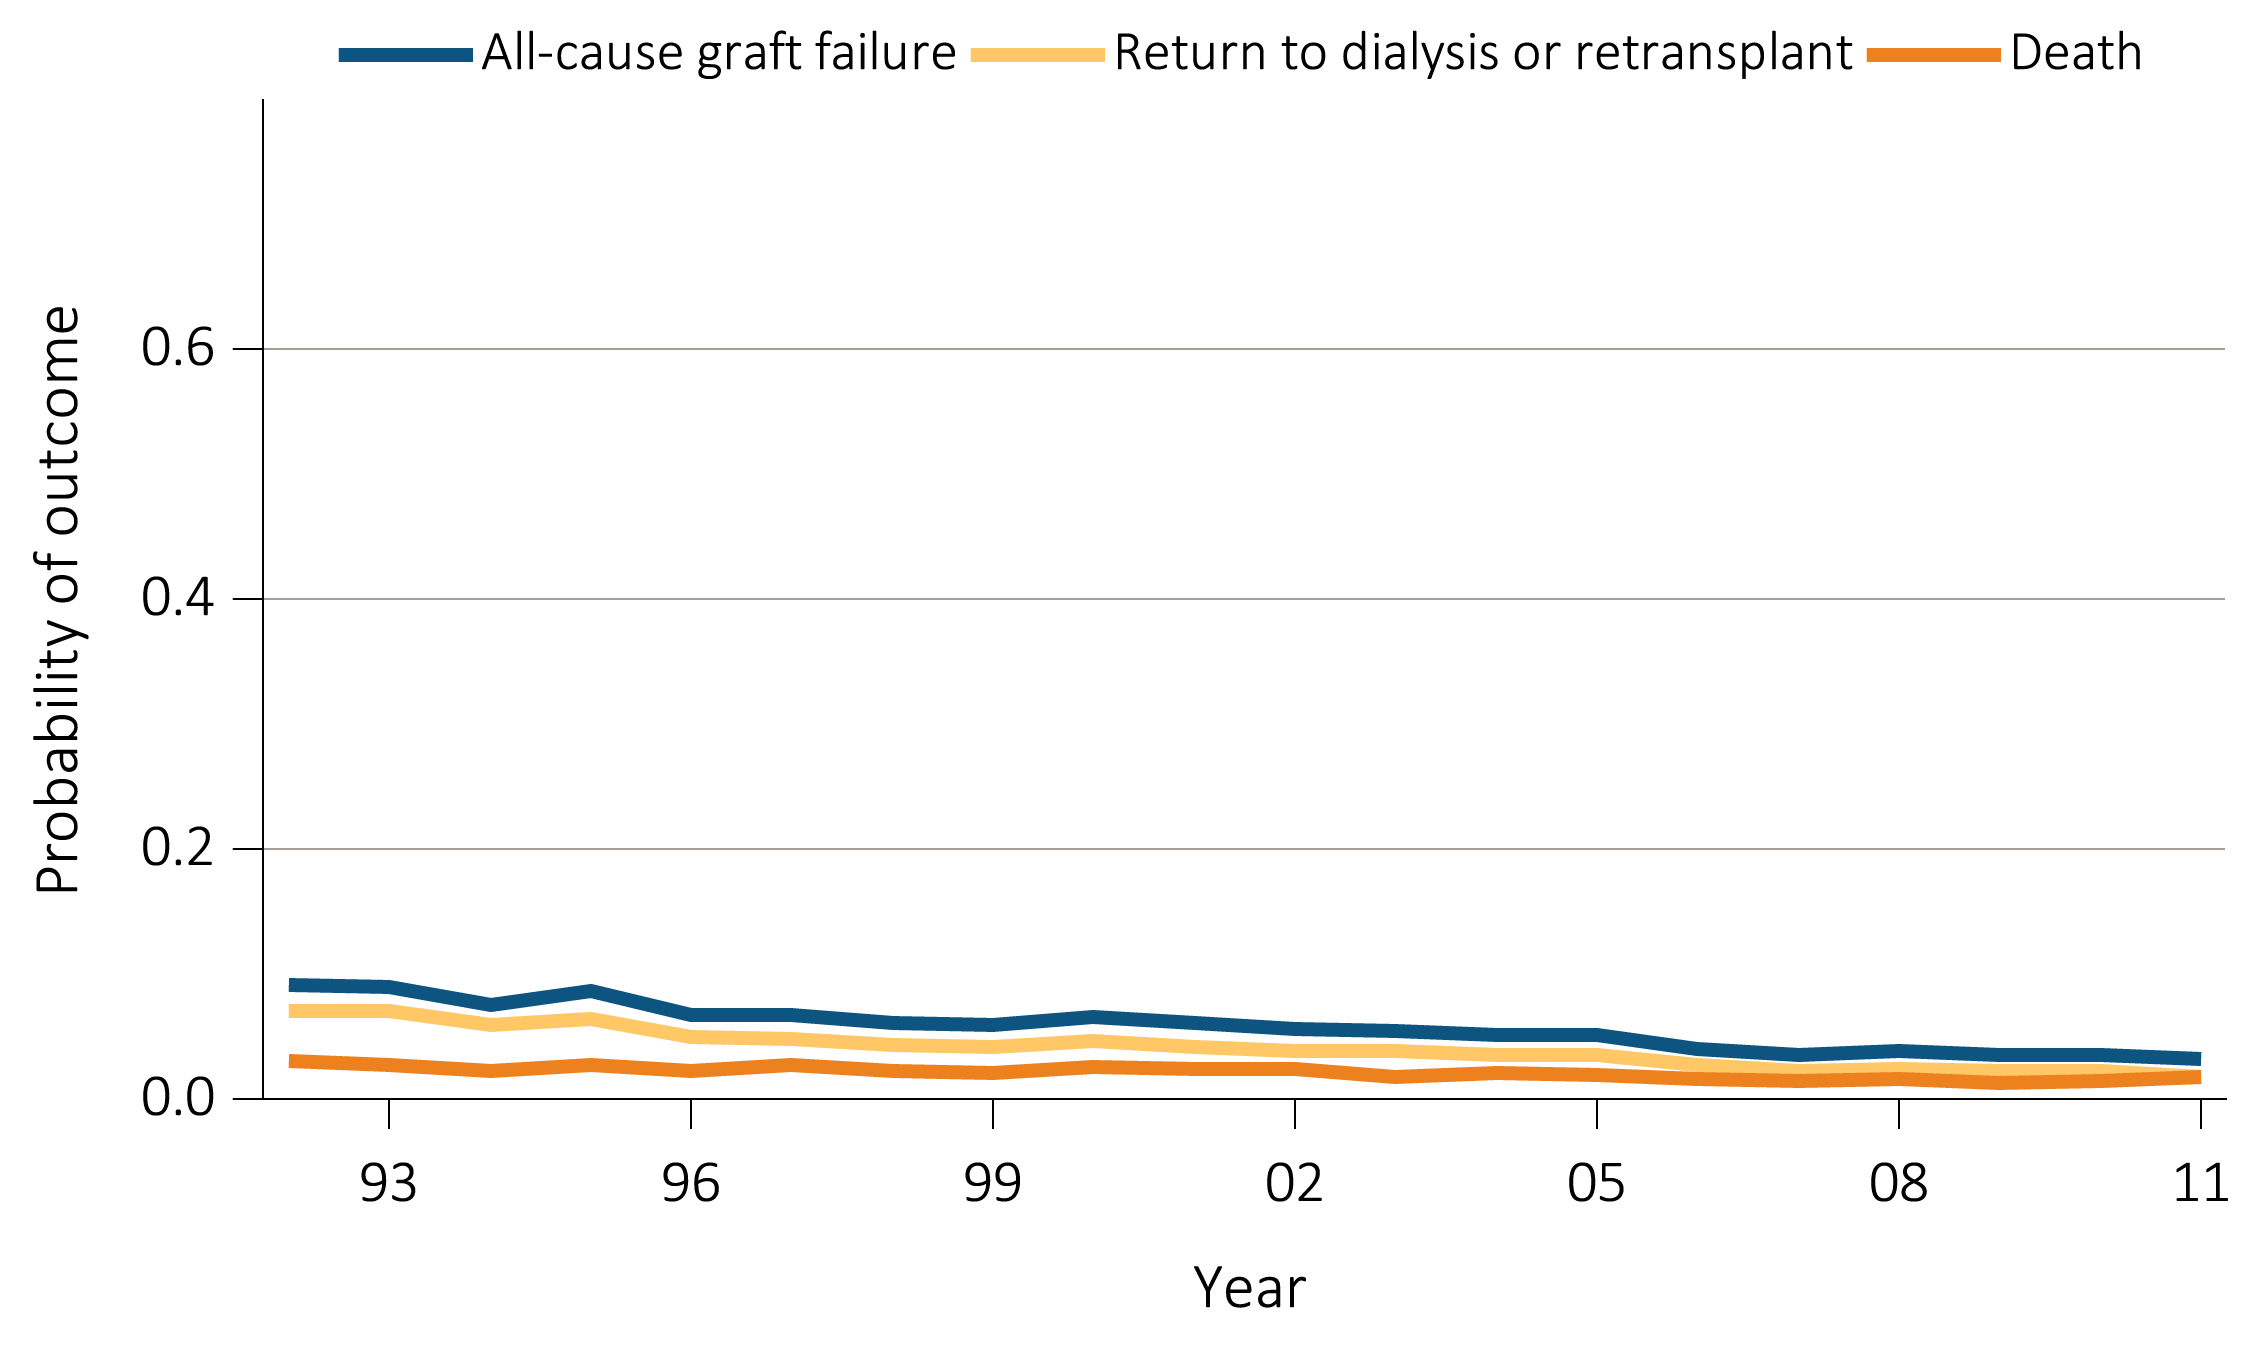 All-cause graft failure Return to dialysis or retransplant Death
Probability of outcome
0.6
0.4
0.2
0.0
93 96 99 02 05 08 11
Year